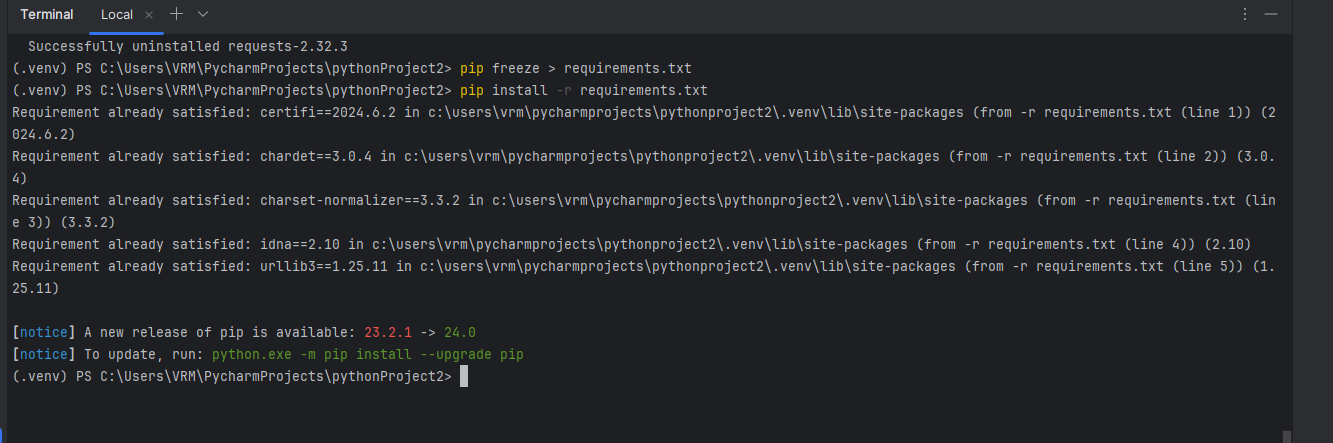 Terminal
Local
Successfully uninstalled requests-2.32.3
(.venv) PS C:\Users\VRM\PycharmProjects\pythonProject2> pip freeze > requirements.txt
(.venv) PS C:\Users\VRM\PycharmProjects\pythonProject2> pip install -r requirements.txt
Requirement already satisfied: certifi==2024.6.2 in c:\users\vrm\pycharmprojects\pythonproject2\.venv\lib\site-packages (from -r requirements.txt (line 1)) (2
024.6.2)
Requirement already satisfied: chardet==3.0.4 in c:\users\vrm\pycharmprojects\pythonproject2\.venv\lib\site-packages (from -r requirements.txt (line 2)) (3.0.
4)
Requirement already satisfied: charset-normalizer==3.3.2 in c:\users\vrm\pycharmprojects\pythonproject2\.venv\lib\site-packages (from -r requirements.txt (lin
e 3)) (3.3.2)
Requirement already satisfied: idna==2.10 in c:\users\vrm\pycharmprojects\pythonproject2\.venv\lib\site-packages (from -r requirements.txt (line 4)) (2.10)
Requirement already satisfied: urllib3==1.25.11 in c:\users\vrm\pycharmprojects\pythonproject2\.venv\lib\site-packages (from -r requirements.txt (line 5)) (1.
25.11)
[notice] A new release of pip is available: 23.2.1 -> 24.0
[notice] To update, run: python.exe -m pip install --upgrade pip
(.venv) PS C:\Users\VRM\PycharmProjects\pythonProject2>